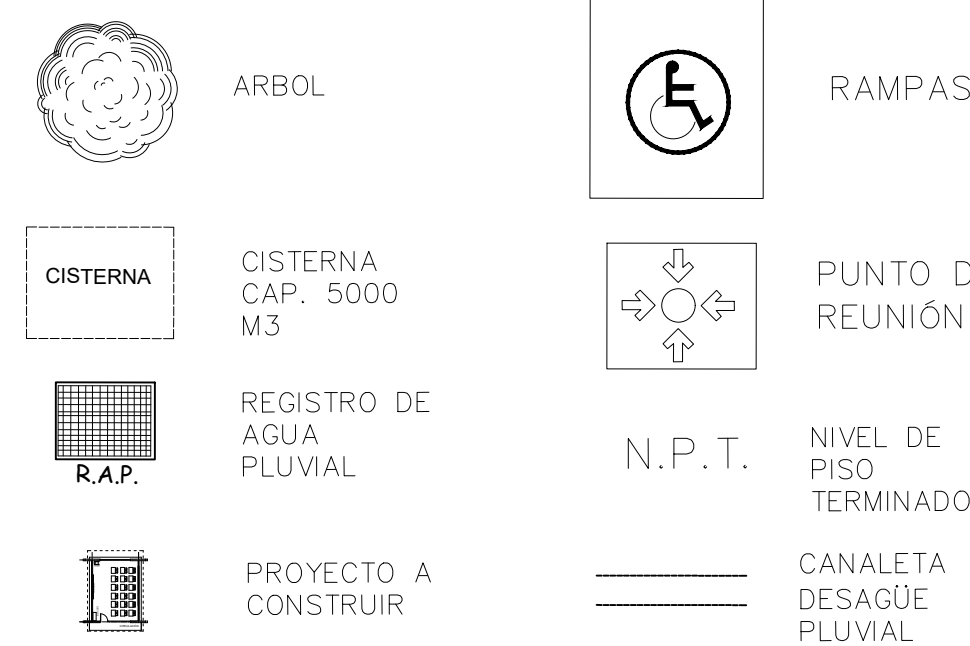 ARBOL
CISTERNA
CISTERNA
CAP. 5000
M3
R.A.P.
REGISTRO DE
AGUA
PLUVIAL
PROYECTO A
CONSTRUIR
RAMPAS
PUNTO D
REUNIÓN
N.P.T.
NIVEL DE
PISO
TERMINADO
CANALETA
DESAGÜE
PLUVIAL